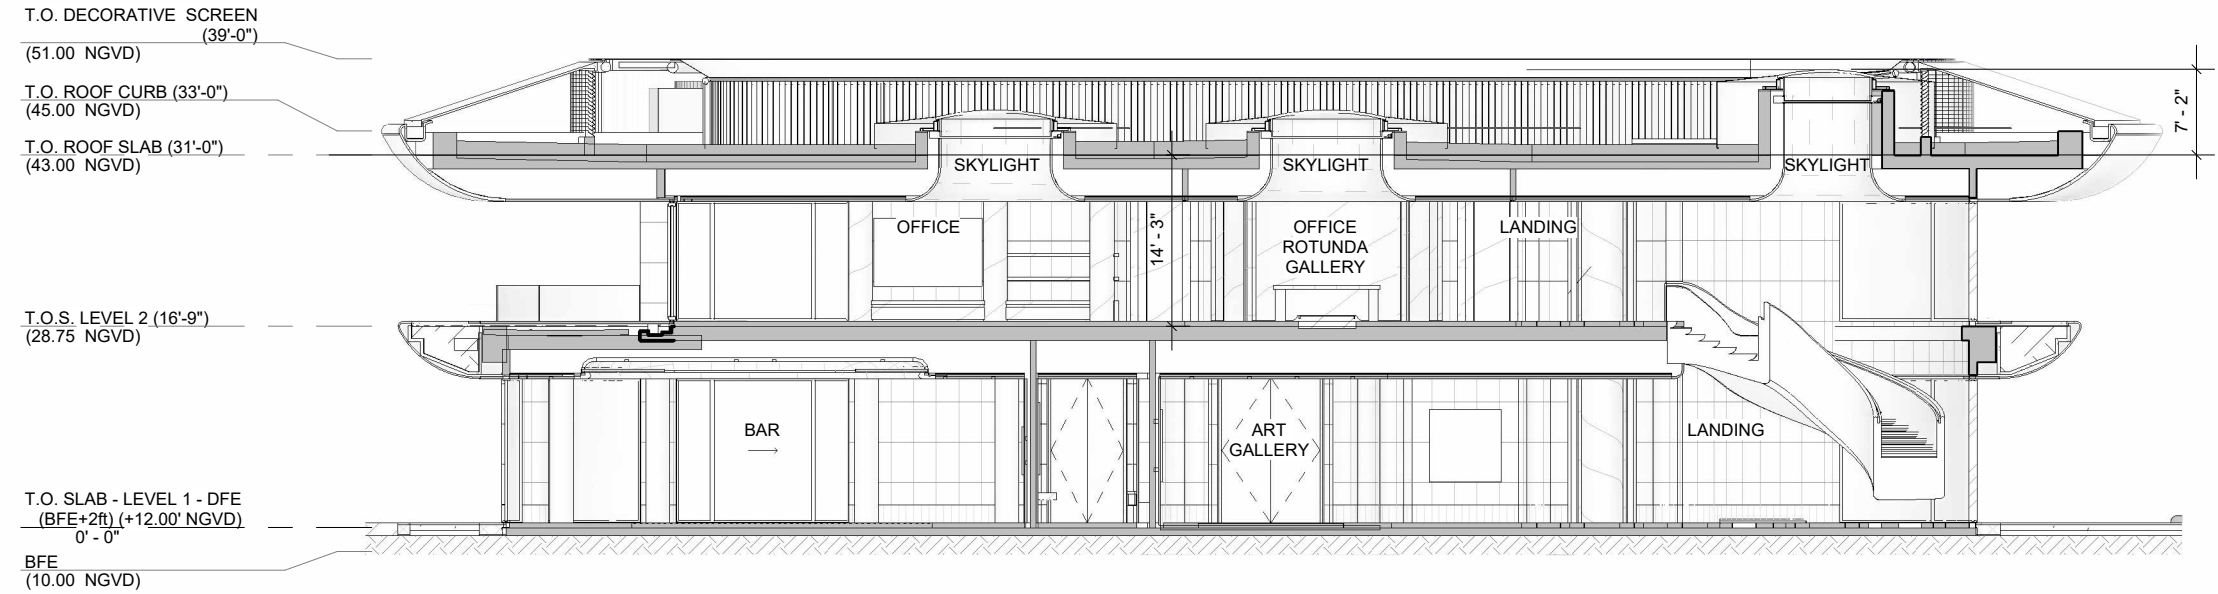 T.O. DECORATIVE SCREEN
(39'-0")
(51.00 NGVD)
T.O. ROOF CURB (33'-0")
(45.00 NGVD)
T.O. ROOF SLAB (31'-0")
(43.00 NGVD)
T.O.S. LEVEL 2 (16'-9")
(28.75 NGVD)
T.O. SLAB - LEVEL 1 - DFE
(BFE+2ft) (+12.00' NGVD)
0' - 0"
BFE
(10.00 NGVD)
SKYLIGHT
SKYLIGHT
SKYLIGHT
7' - 2"
OFFICE
14' - 3"
OFFICE
ROTUNDA
GALLERY
LANDING
BAR
ART
GALLERY
LANDING